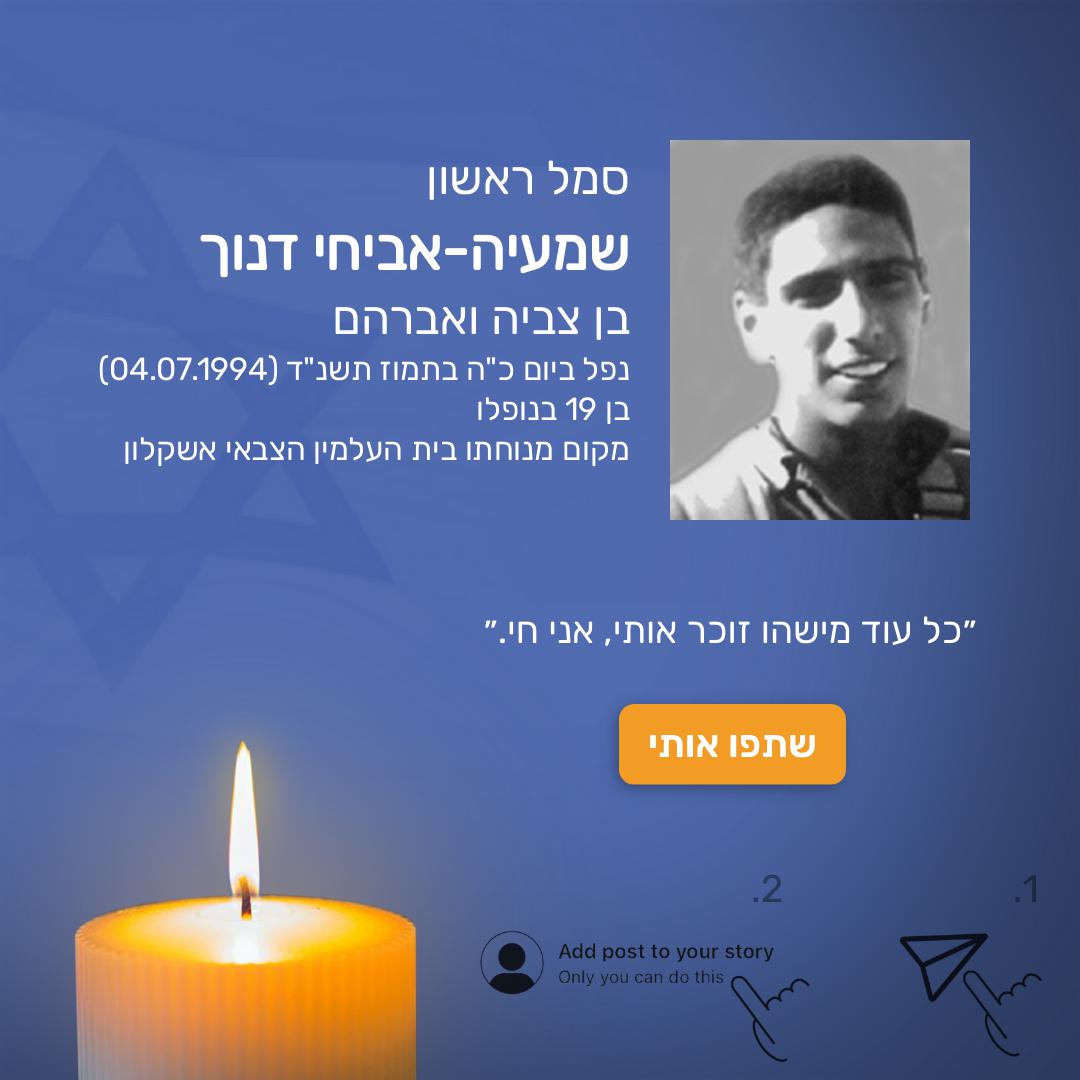 סמל ראשון
שמעיה-אביחי דנוך
בן צביה ואברהם
נפל ביום כ"ה בתמוז תשנ"ד (04.07.1994)
בן 19 בנופלו
מקום מנוחתו בית העלמין הצבאי אשקלון
״כל עוד מישהו זוכר אותי, אני חי.״
שתפו אותי
1.
2.
Add post to your story
Only you can do this